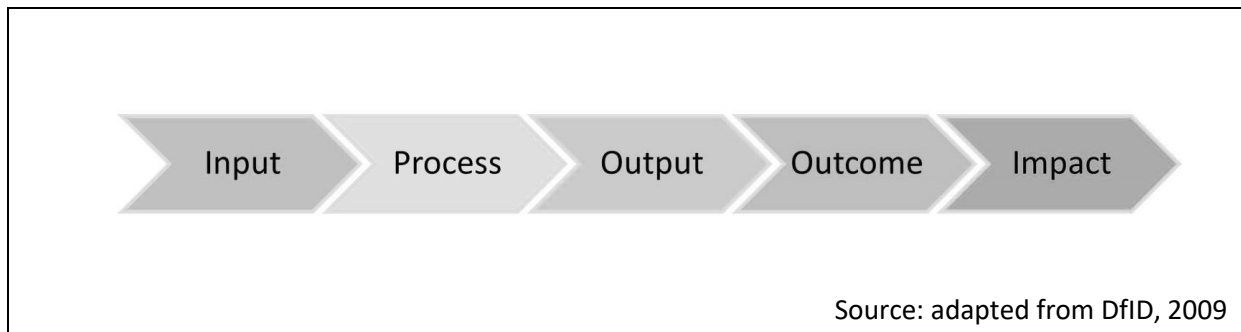 Input
Process
Output
Outcome
Impact
Source: adapted from DfID, 2009